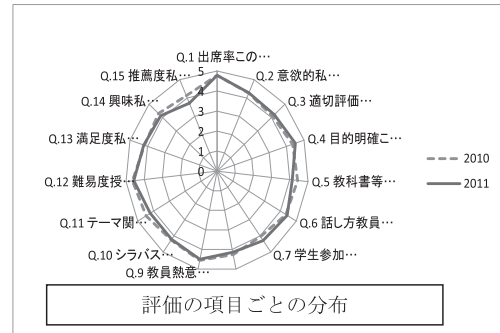 Q.1 出席率この…
Q.2 意欲的私…
Q.3 適切評価…
Q.4 目的明確こ…
Q.5 教科書等…
Q.6 話し方教員…
Q.7 学生参加…
Q.9 教員熱意…
Q.10 シラバス…
Q.11 テーマ関…
Q.12 難易度授…
Q.13 満足度私…
Q.14 興味私…
Q.15 推薦度私…
5
4
3
2
1
0
2010
2011
評価の項目ごとの分布